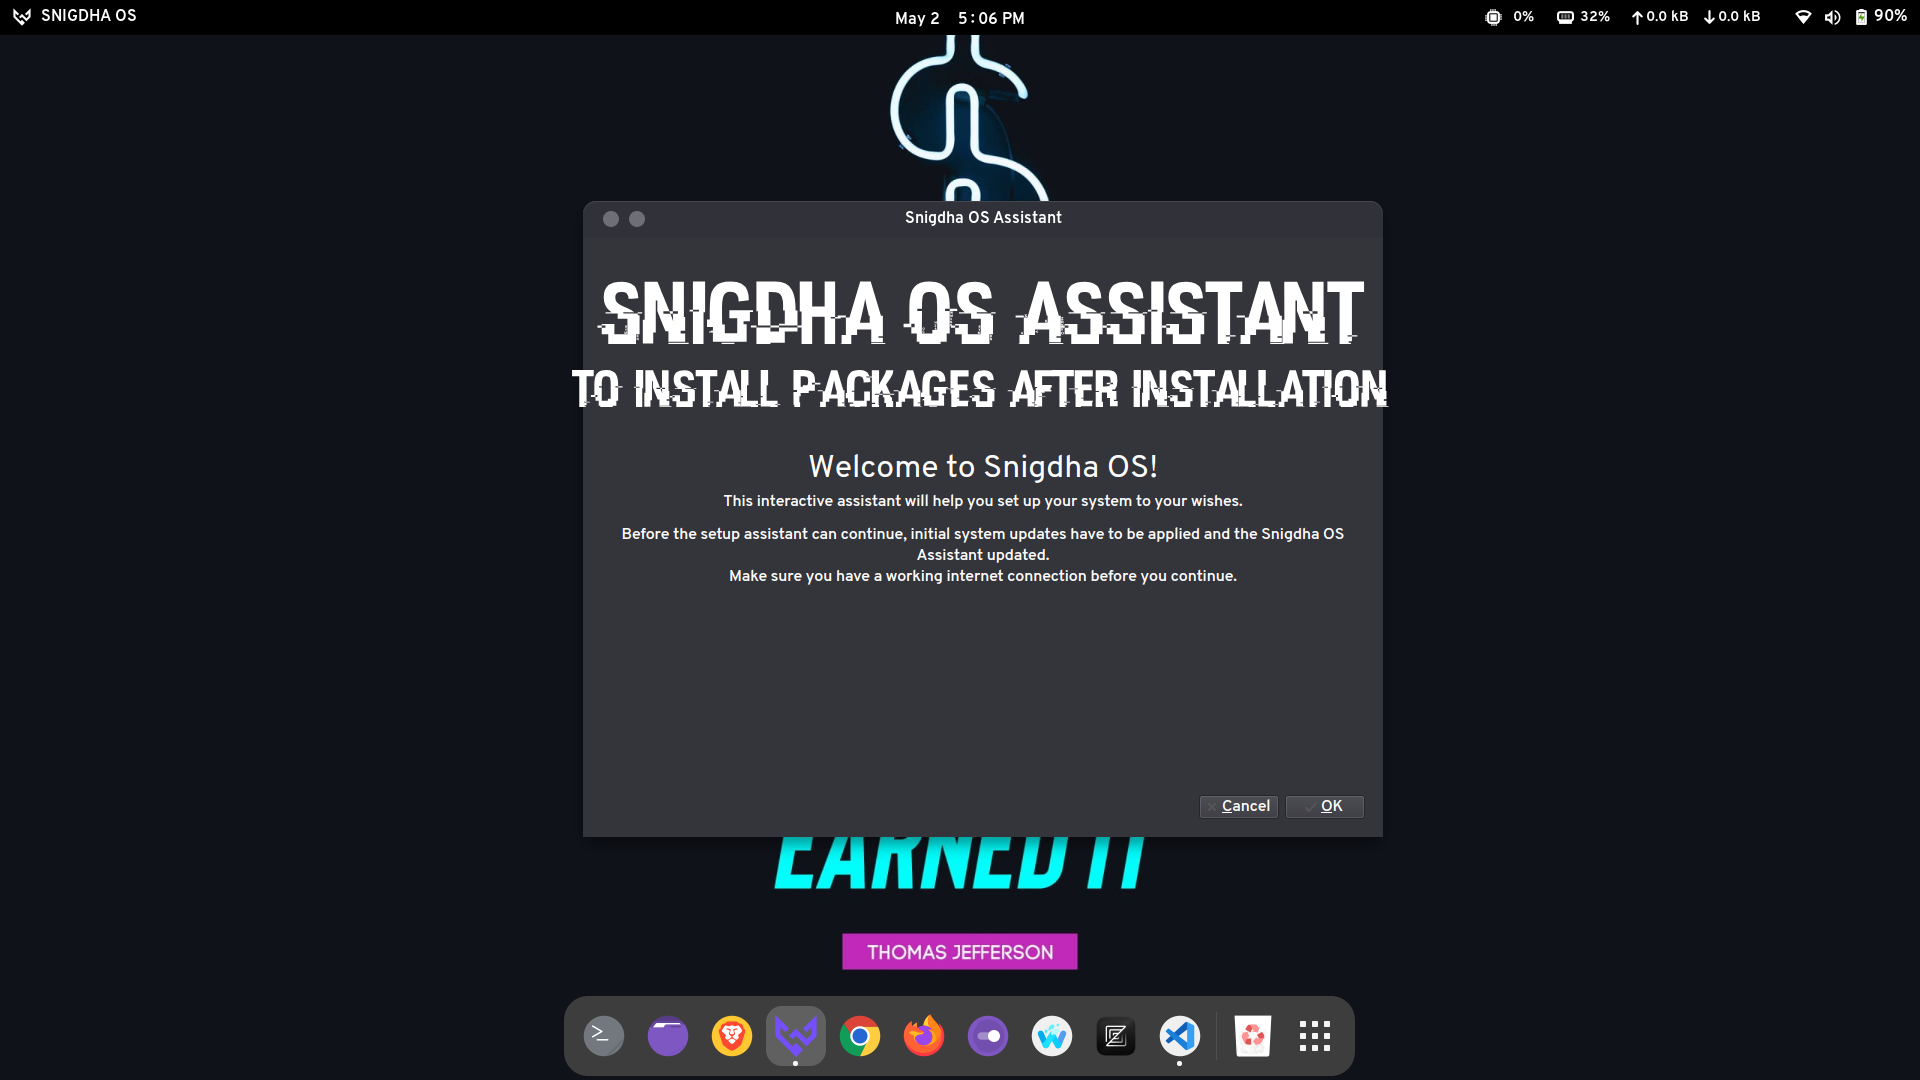 SNIGDHA OS
May 2 5:06 PM
0% 32% 0.0 kB 0.0 kB 90%
Snigdha OS Assistant
SNIGDHA OS ASSISTANT
TO INSTALL PACKAGES AFTER INSTALLATION
Welcome to Snigdha OS!
This interactive assistant will help you set up your system to your wishes.
Before the setup assistant can continue, initial system updates have to be applied and the Snigdha OS
Assistant updated.
Make sure you have a working internet connection before you continue.
Cancel OK
EARNED IT
THOMAS JEFFERSON